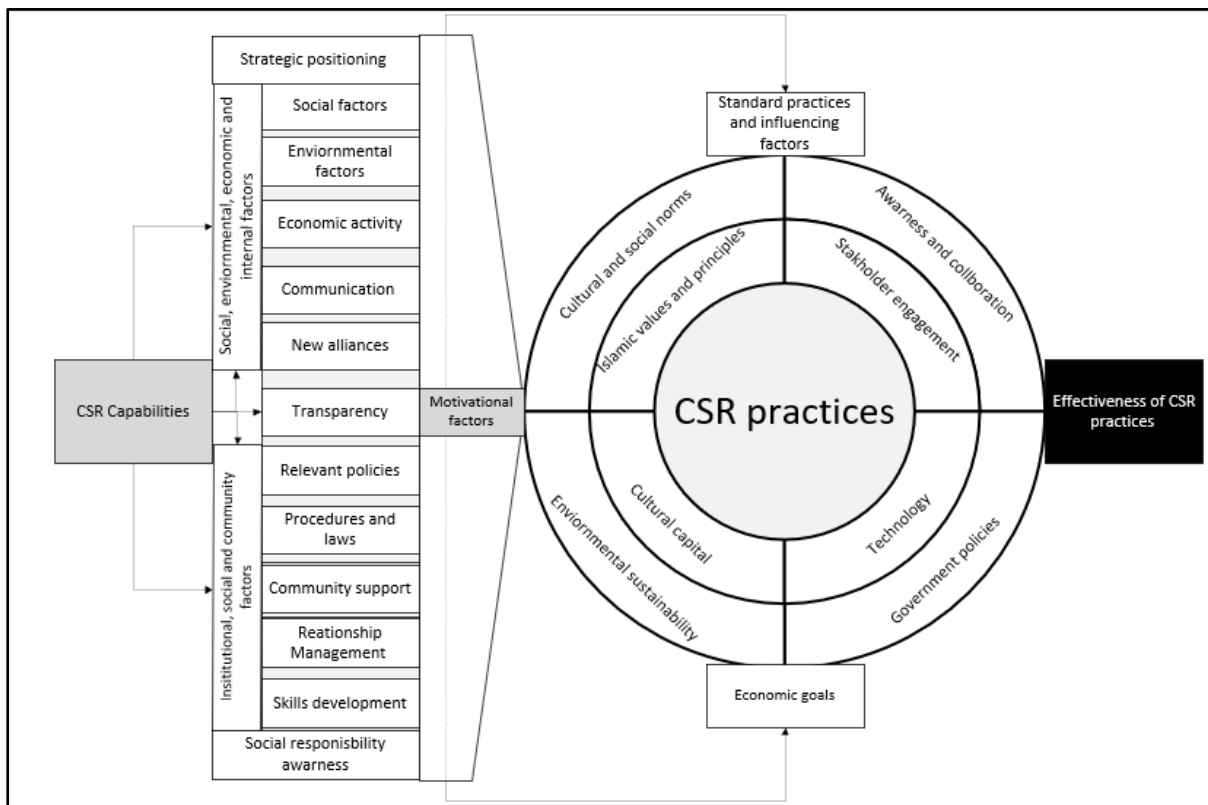 Strategic positioning
Social, enviornmental, economic and
internal factors
Social factors
Enviornmental
factors
Economic activity
Communication
New alliances
CSR Capabilities
Transparency
Motivational
factors
Insititutional, social and community
factors
Relevant policies
Procedures and
laws
Community support
Reationship
Management
Skills development
Social responisbility
awarness
Standard practices
and influencing
factors
Cultural and social norms
Awarness and collboration
Islamic values and principles
Stakholder engagement
CSR practices
Effectiveness of CSR
practices
Cultural capital
Technology
Enviornmental sustainability
Government policies
Economic goals